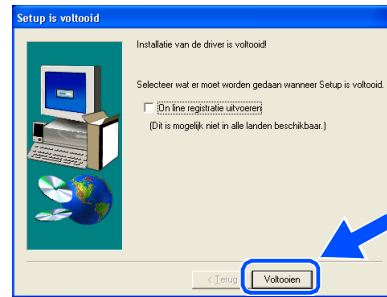 Setup is voltooid
Installatie van de driver is voltooid!
Selecteer wat er moet worden gedaan wanneer Setup is voltooid.
On line registratie uitvoeren
(Dit is mogelijk niet in alle landen beschikbaar.)
< Terug
Voltooien